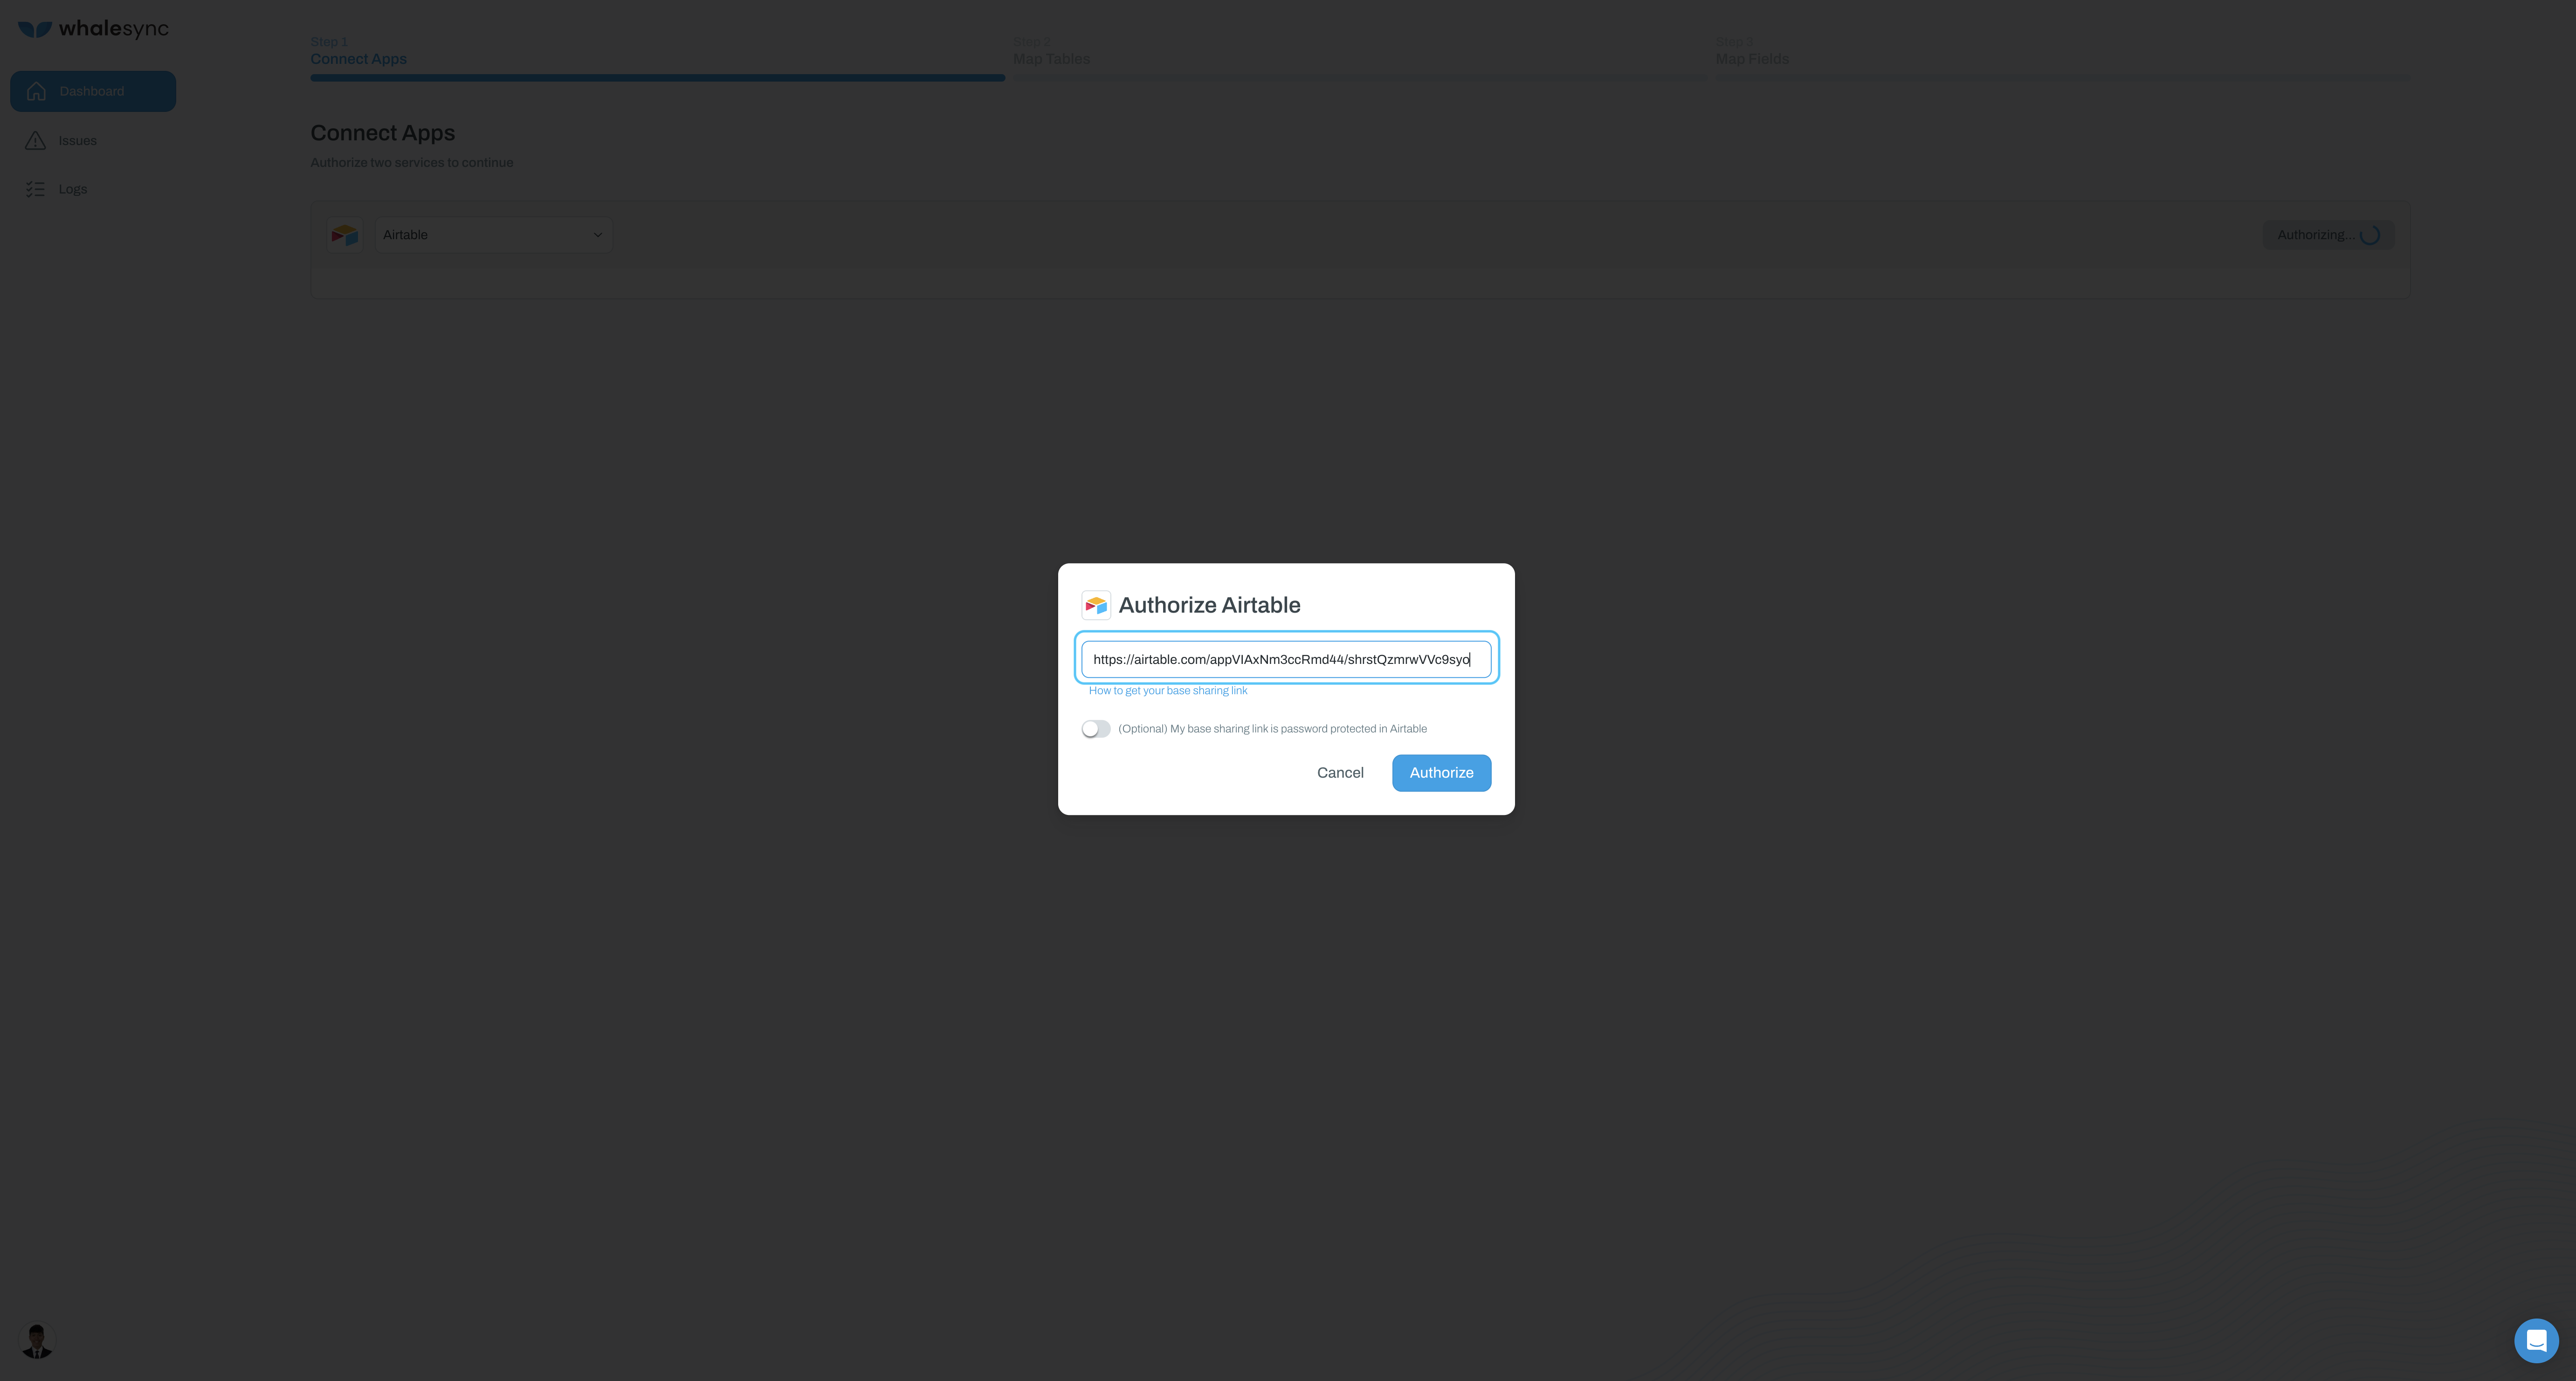 whalesync
Dashboard
Issues
Logs
Step 1
Connect Apps
Step 2
Map Tables
Step 3
Map Fields
Connect Apps
Authorize two services to continue
Airtable
Authorizing...
Authorize Airtable
https://airtable.com/appVIAxNm3ccRmd44/shrstQzmrwVVc9syo
How to get your base sharing link
(Optional) My base sharing link is password protected in Airtable
Cancel
Authorize